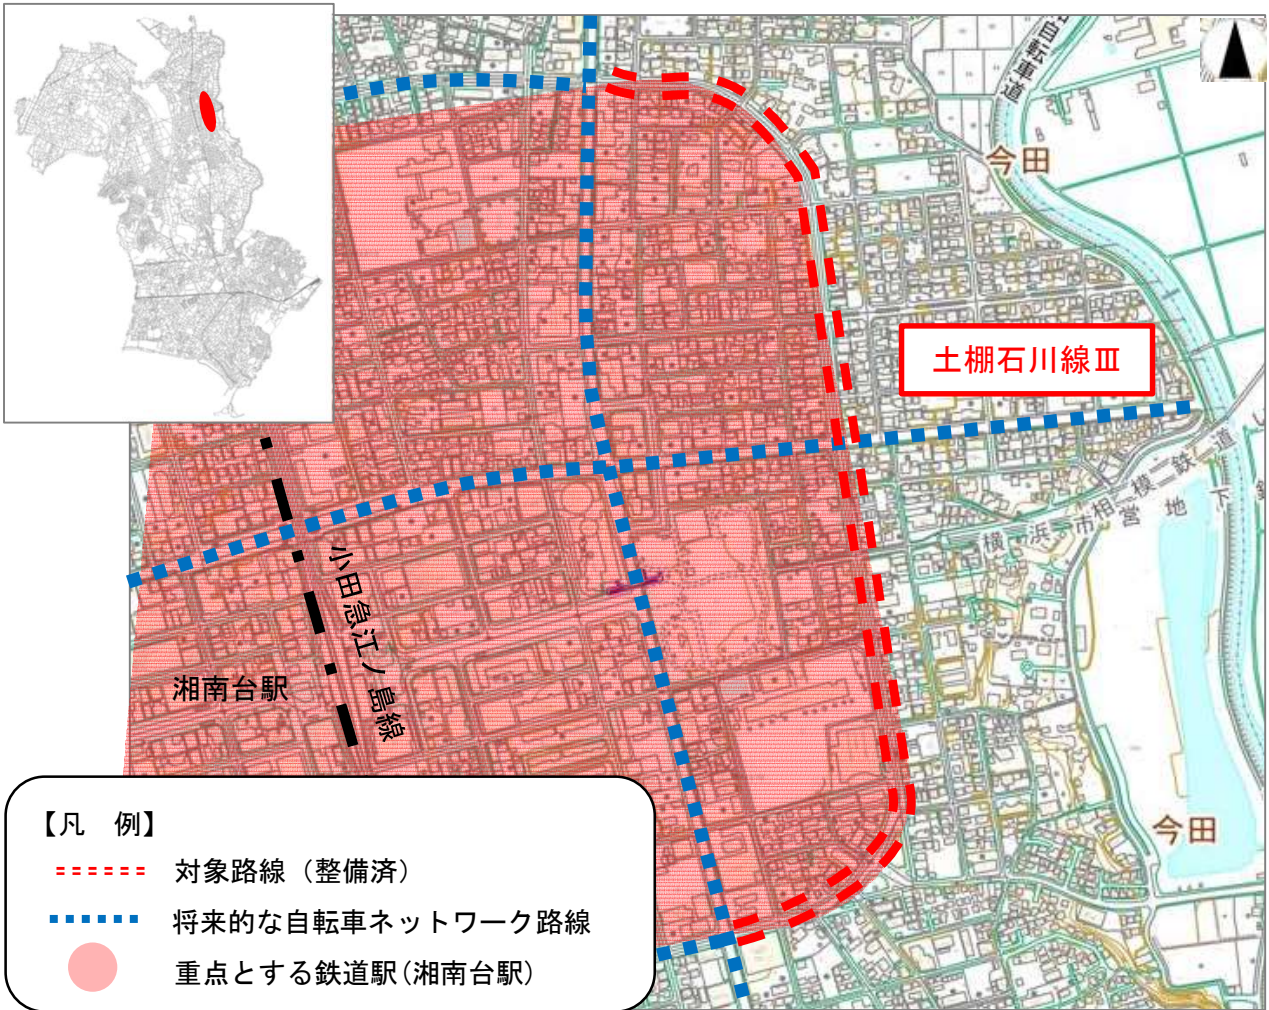 自転車道
今田
土棚石川線Ⅲ
横浜市営地下鉄
相模三鉄道
小田急江ノ島線
湘南台駅
今田
【凡 例】
対象路線（整備済）
将来的な自転車ネットワーク路線
重点とする鉄道駅(湘南台駅)